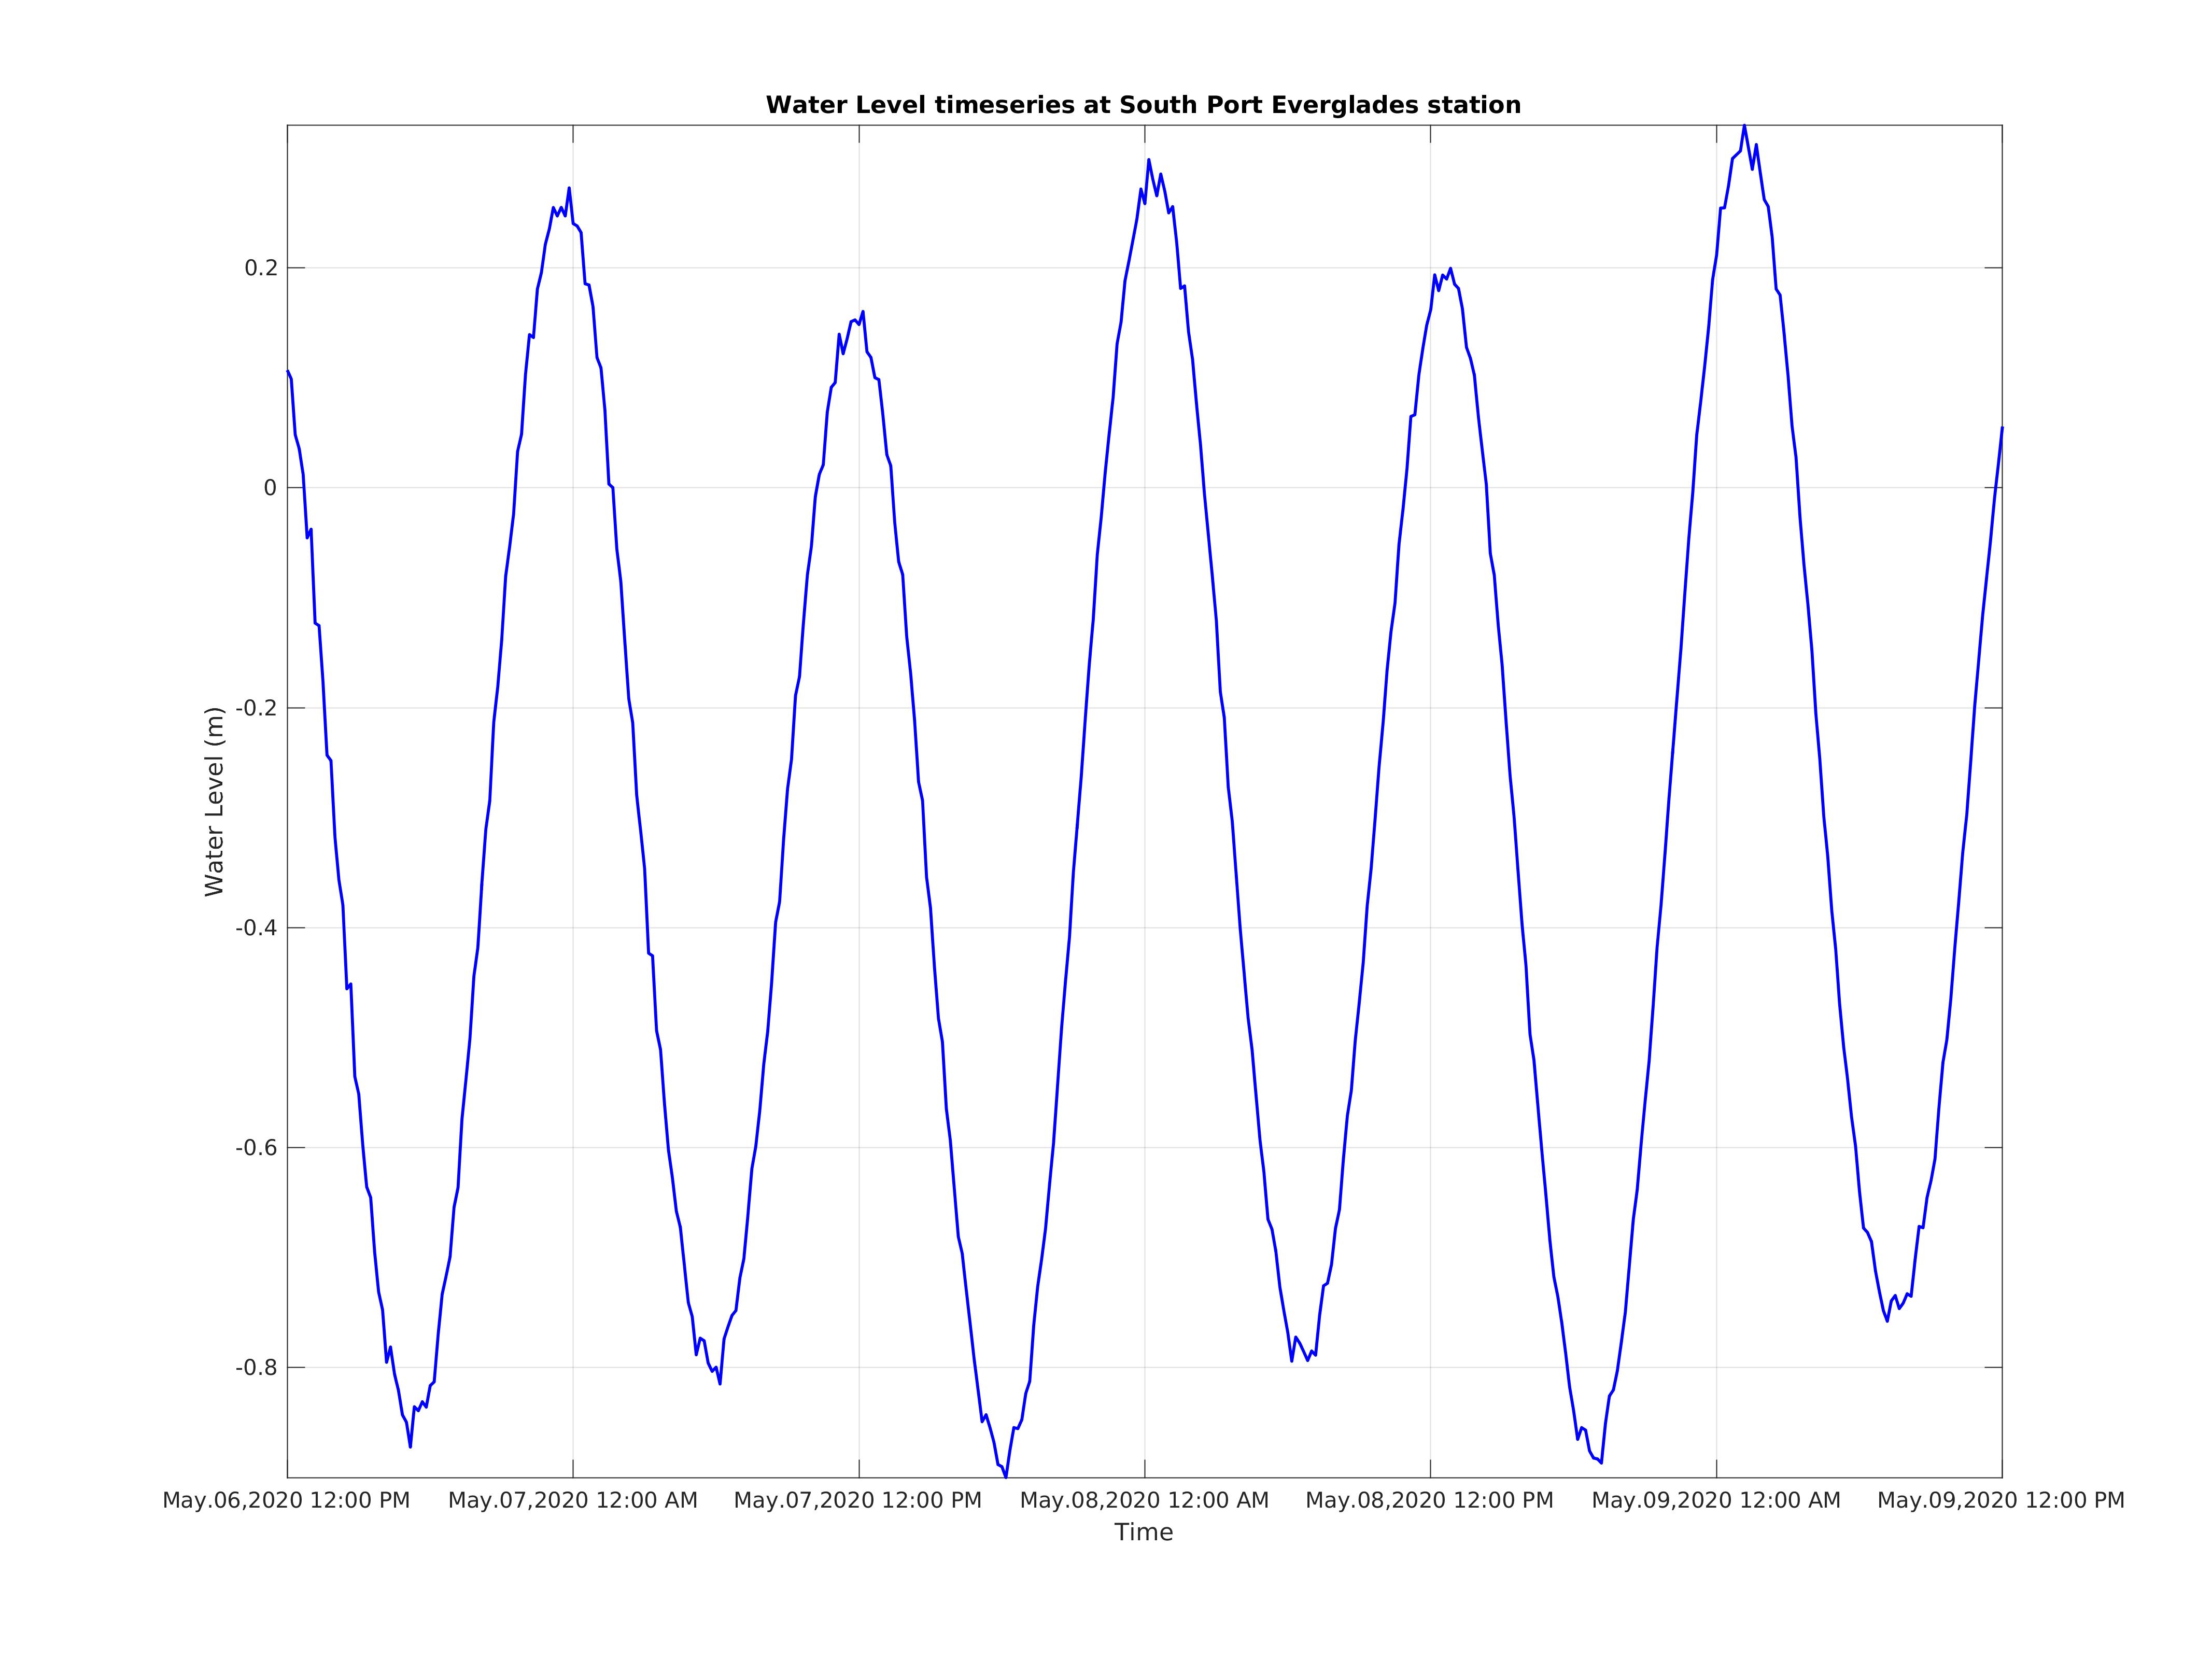 Water Level timeseries at South Port Everglades station
0.2
0
-0.2
-0.4
-0.6
-0.8
Water Level (m)
May.06,2020 12:00 PM
May.07,2020 12:00 AM
May.07,2020 12:00 PM
May.08,2020 12:00 AM
May.08,2020 12:00 PM
May.09,2020 12:00 AM
May.09,2020 12:00 PM
Time